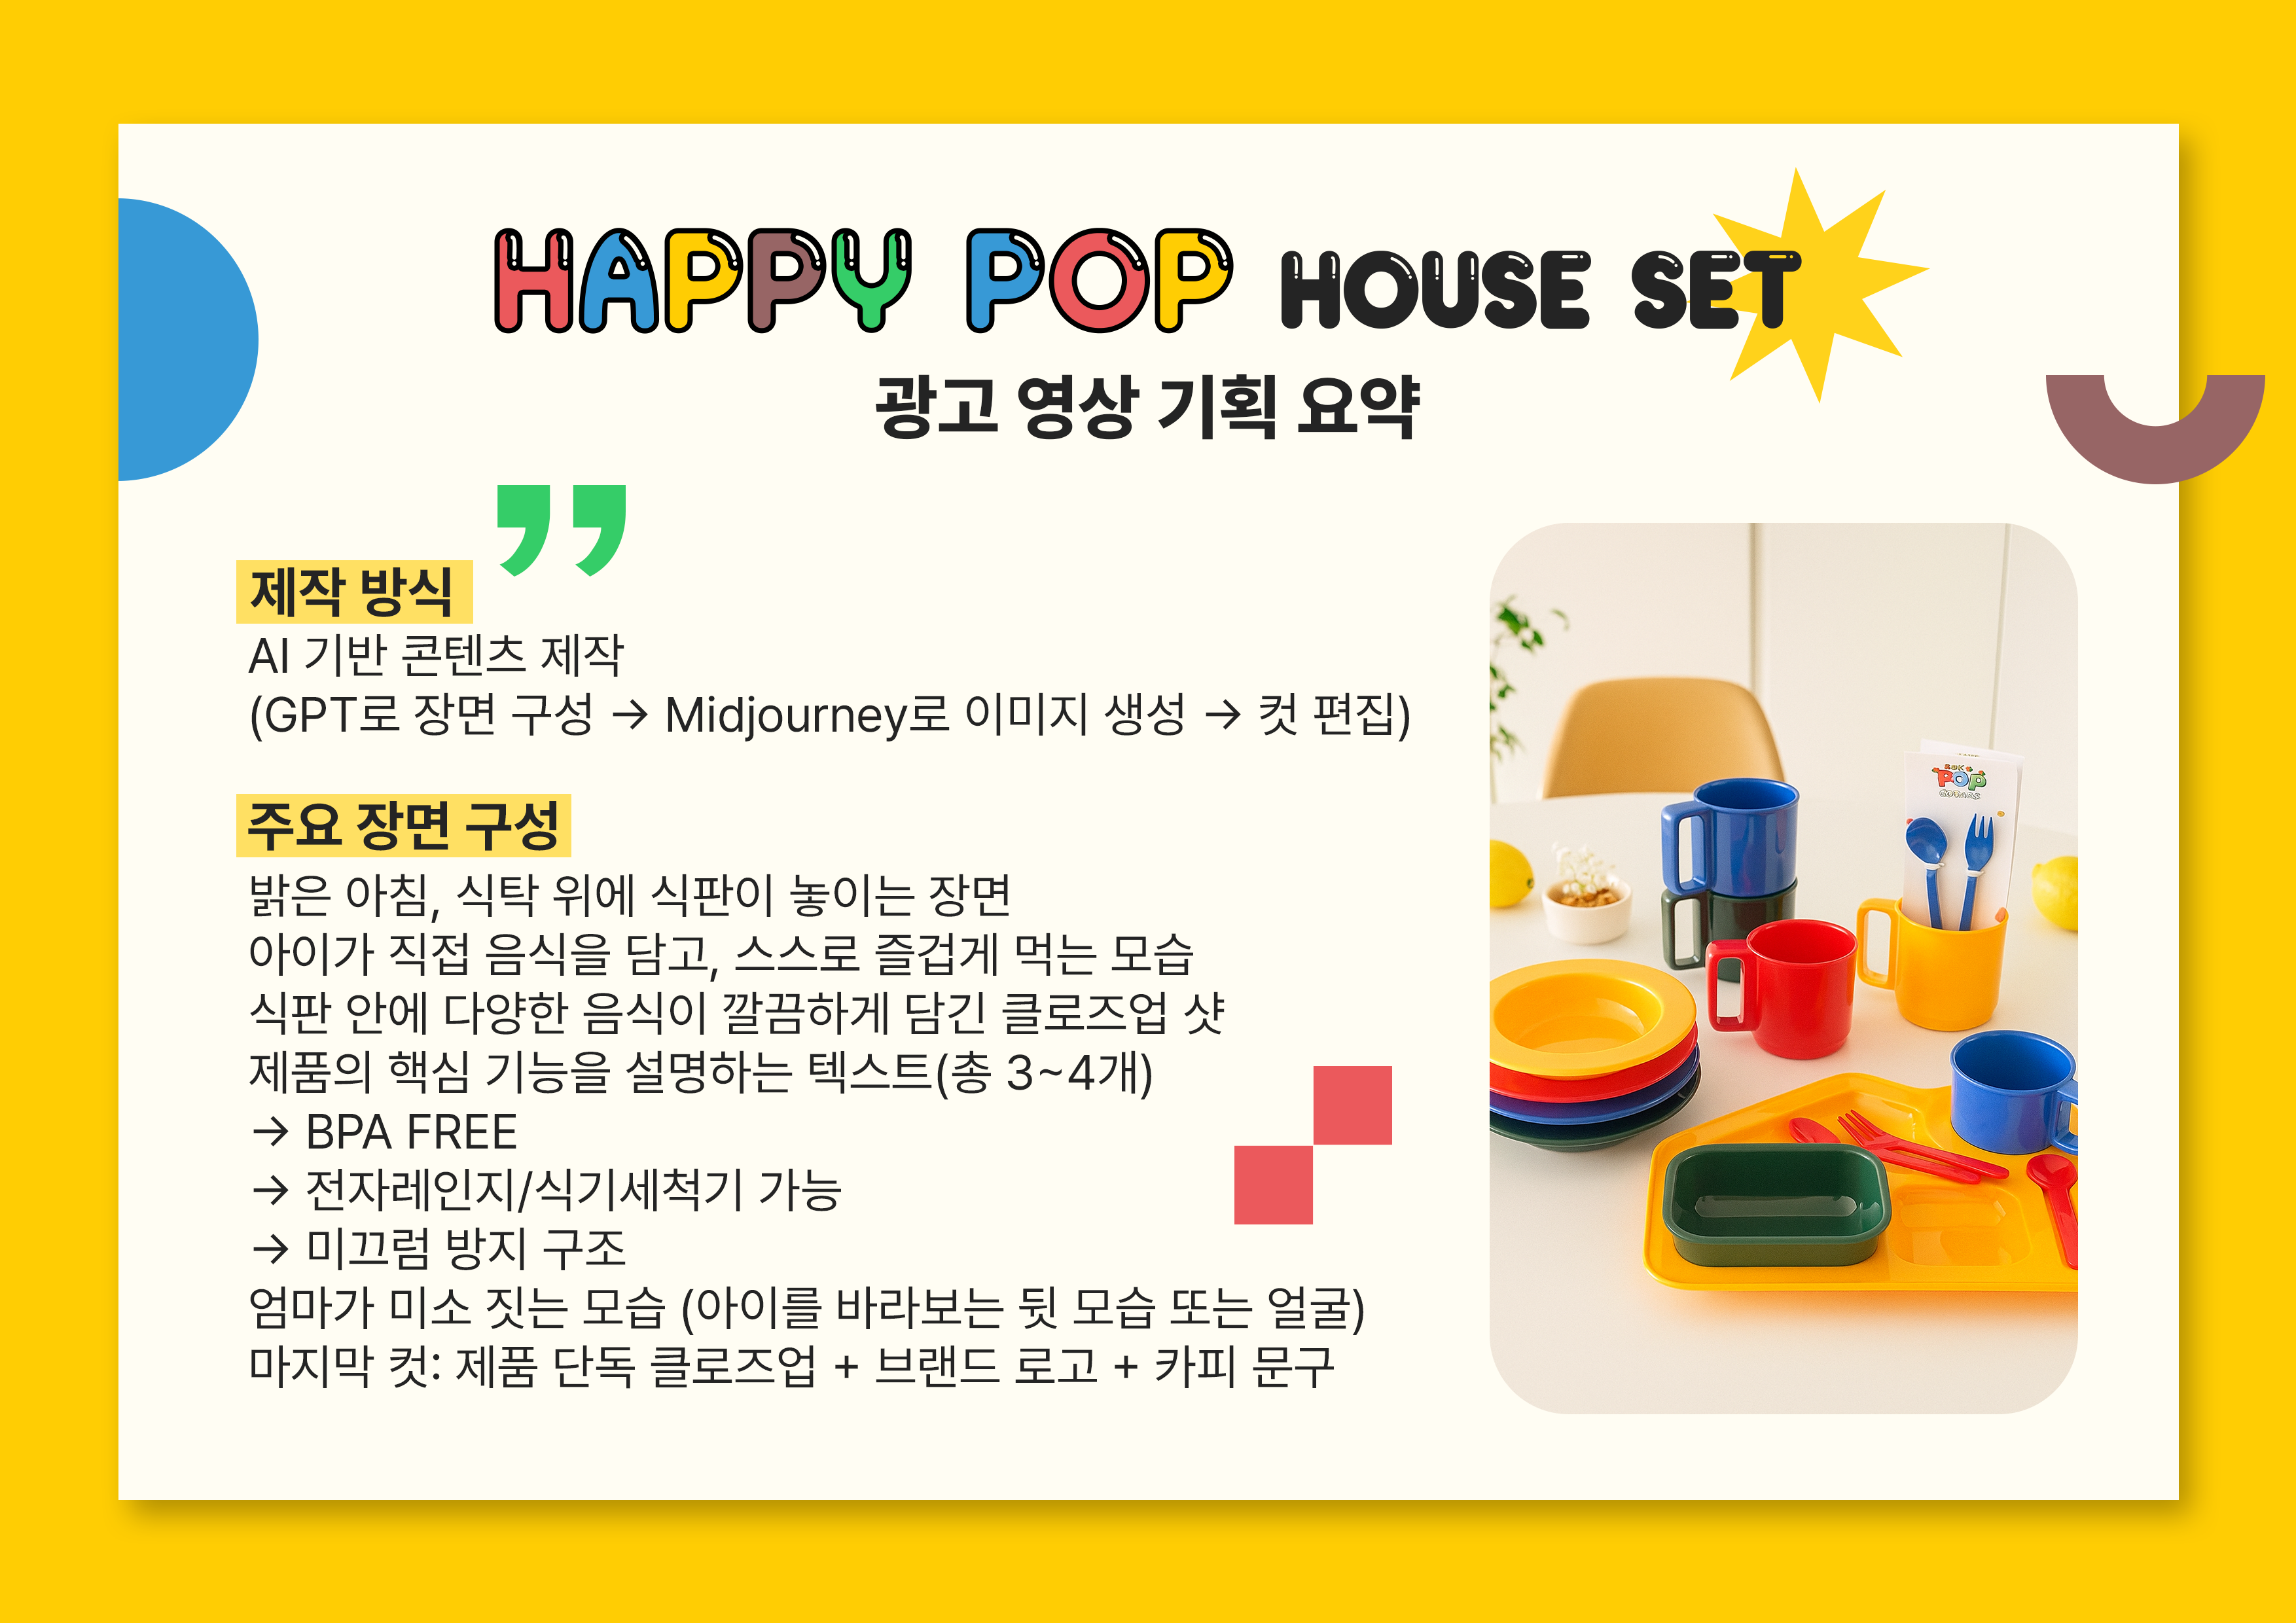 HAPPY POP HOUSE SET
광고 영상 기획 요약
제작 방식
AI 기반 콘텐츠 제작
(GPT로 장면 구성 → Midjourney로 이미지 생성 → 컷 편집)
주요 장면 구성
밝은 아침, 식탁 위에 식판이 놓이는 장면
아이가 직접 음식을 담고, 스스로 즐겁게 먹는 모습
식판 안에 다양한 음식이 깔끔하게 담긴 클로즈업 샷
제품의 핵심 기능을 설명하는 텍스트(총 3~4개)
→ BPA FREE
→ 전자레인지/식기세척기 가능
→ 미끄럼 방지 구조
엄마가 미소 짓는 모습 (아이를 바라보는 뒷 모습 또는 얼굴)
마지막 컷: 제품 단독 클로즈업 + 브랜드 로고 + 카피 문구
POP